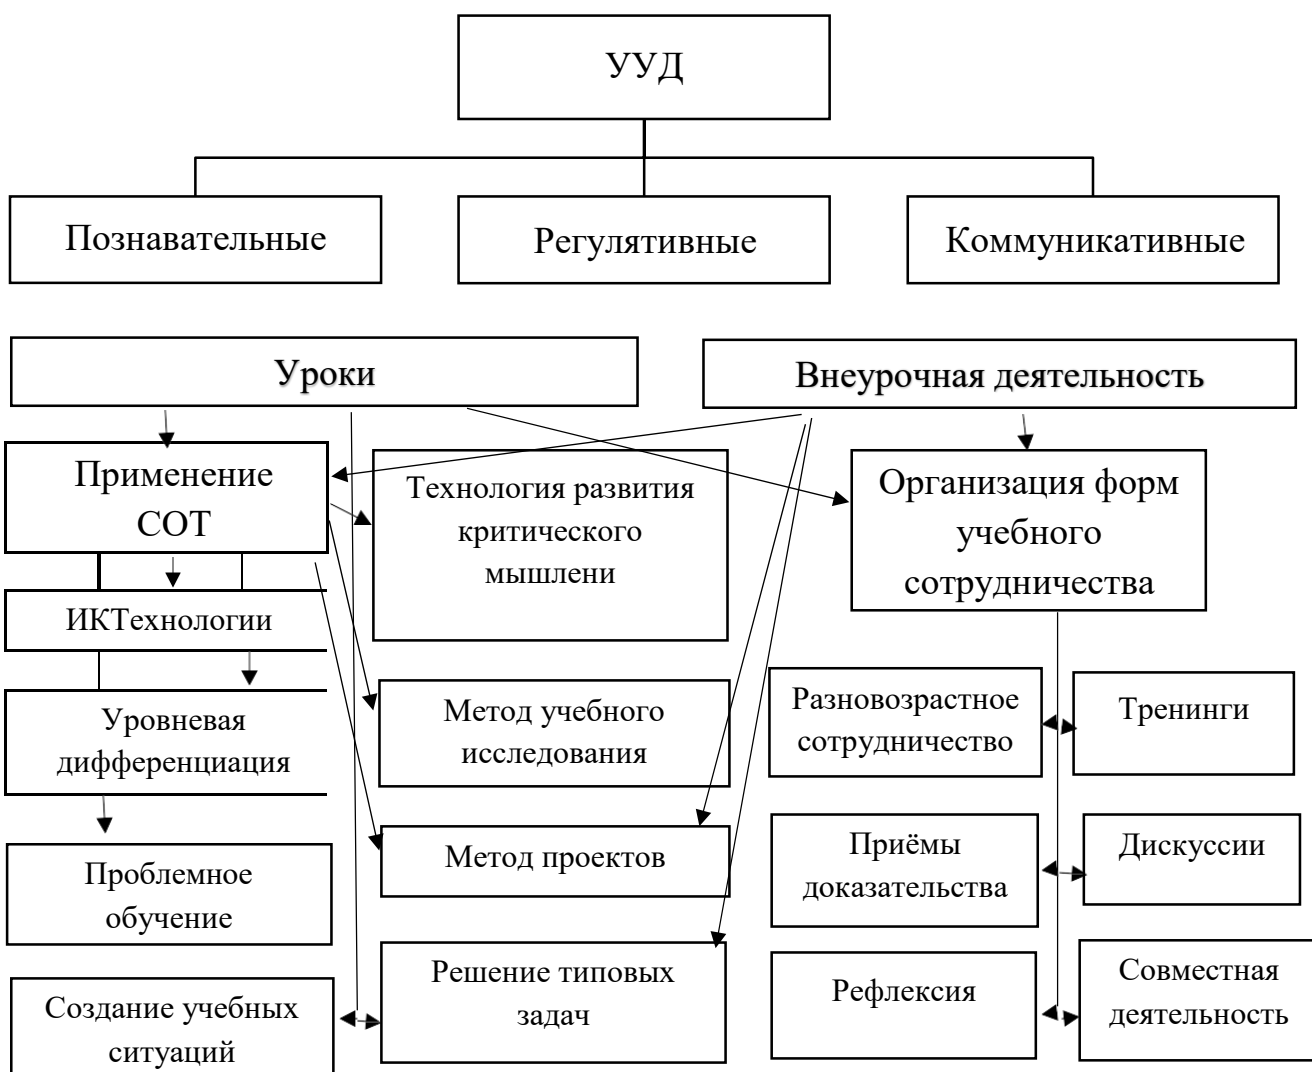 УУД
Познавательные
Регулятивные
Коммуникативные
Уроки
Внеурочная деятельность
Применение
СОТ
Технология развития
критического
мышлени
Организация форм
учебного
сотрудничества
ИКТехнологии
Уровневая
дифференциация
Метод учебного
исследования
Разновозрастное
сотрудничество
Тренинги
Проблемное
обучение
Метод проектов
Приёмы
доказательства
Дискуссии
Создание учебных
ситуаций
Решение типовых
задач
Рефлексия
Совместная
деятельность